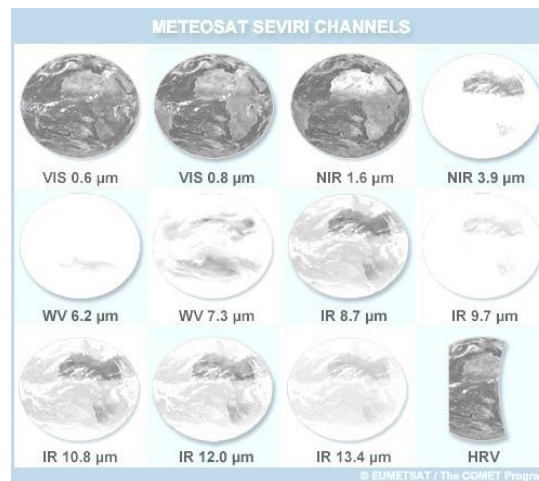 METEOSAT SEVIRI CHANNELS
VIS 0.6 µm VIS 0.8 µm NIR 1.6 µm NIR 3.9 µm
WV 6.2 µm WV 7.3 µm IR 8.7 µm IR 9.7 µm
IR 10.8 µm IR 12.0 µm IR 13.4 µm HRV
© EUMETSAT / The COMET Progra